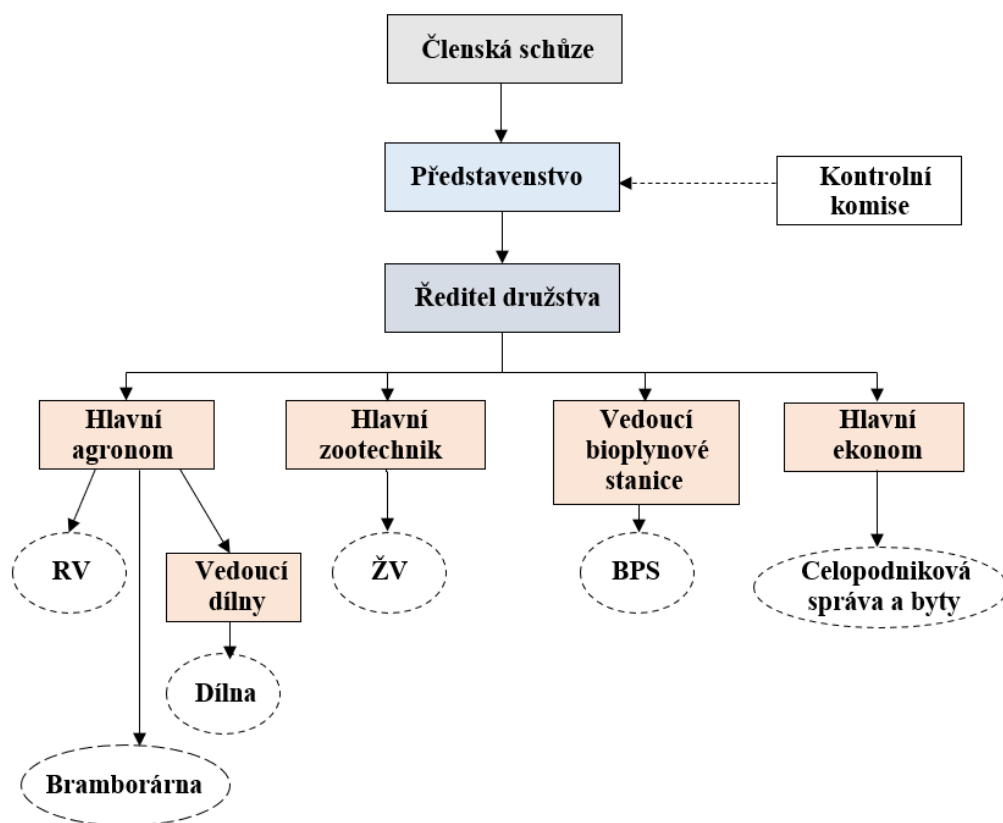 Členská schůze
Představenstvo
Kontrolní
komise
Ředitel družstva
Hlavní
agronom
Hlavní
zootechnik
Vedoucí
bioplynové
stanice
Hlavní
ekonom
RV
Vedoucí
dílny
ŽV
BPS
Celopodniková
správa a byty
Dílna
Bramborárna